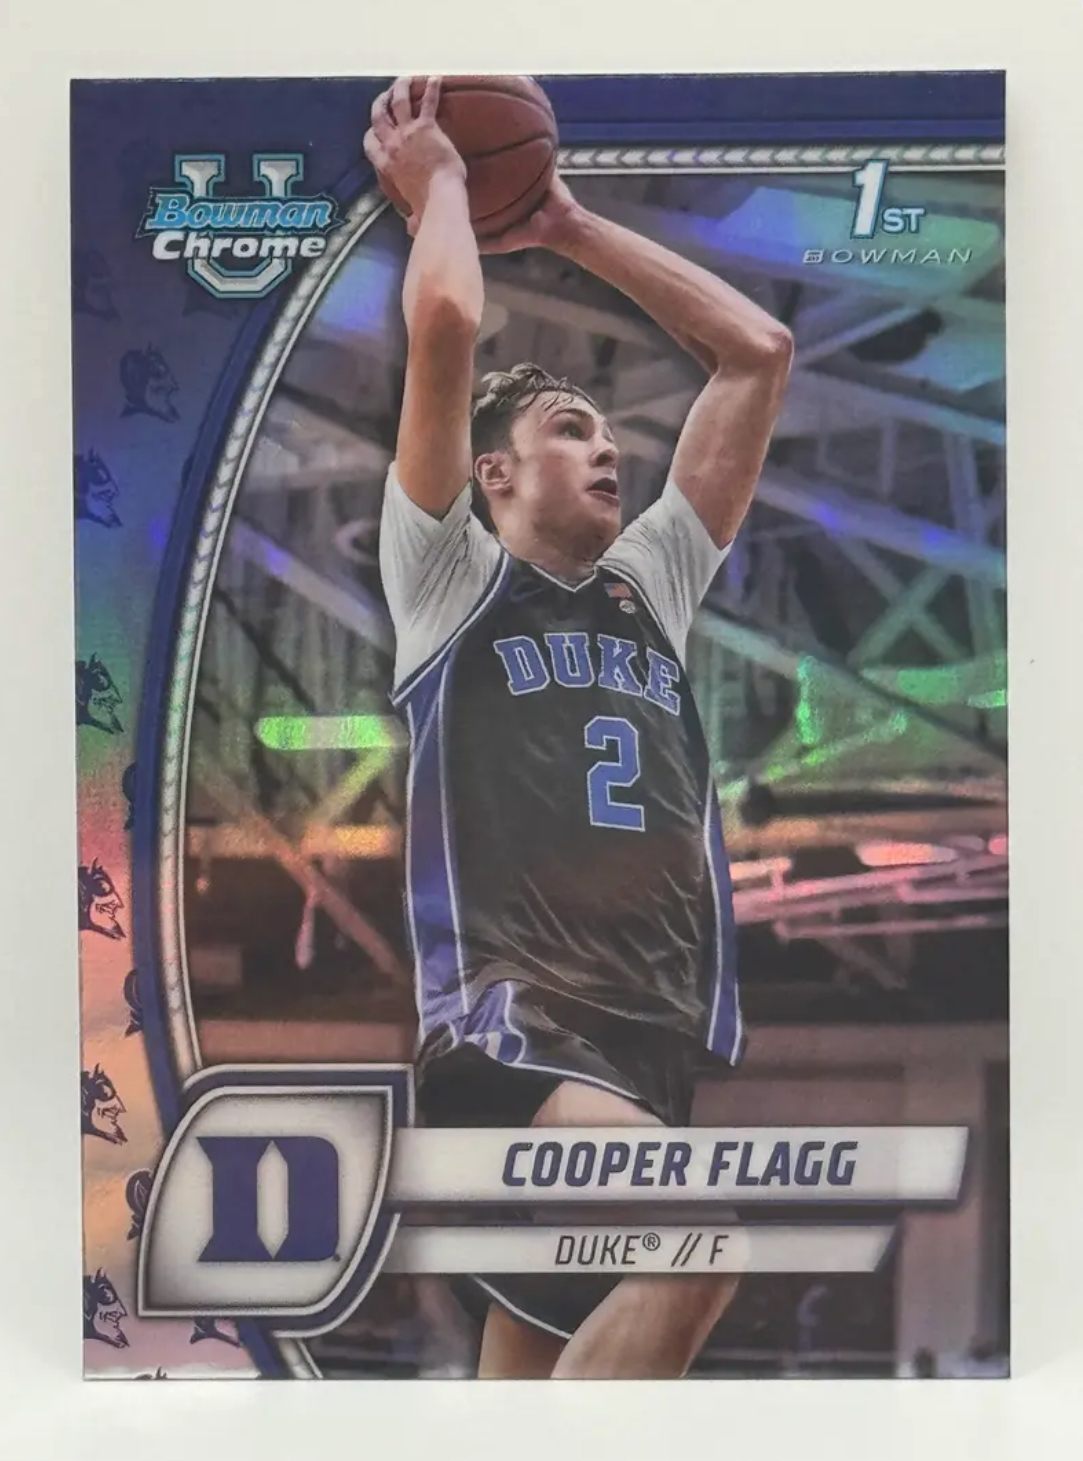 U
Bowman
Chrome
1ST
BOWMAN
DUKE
2
D
COOPER FLAGG
DUKE® // F